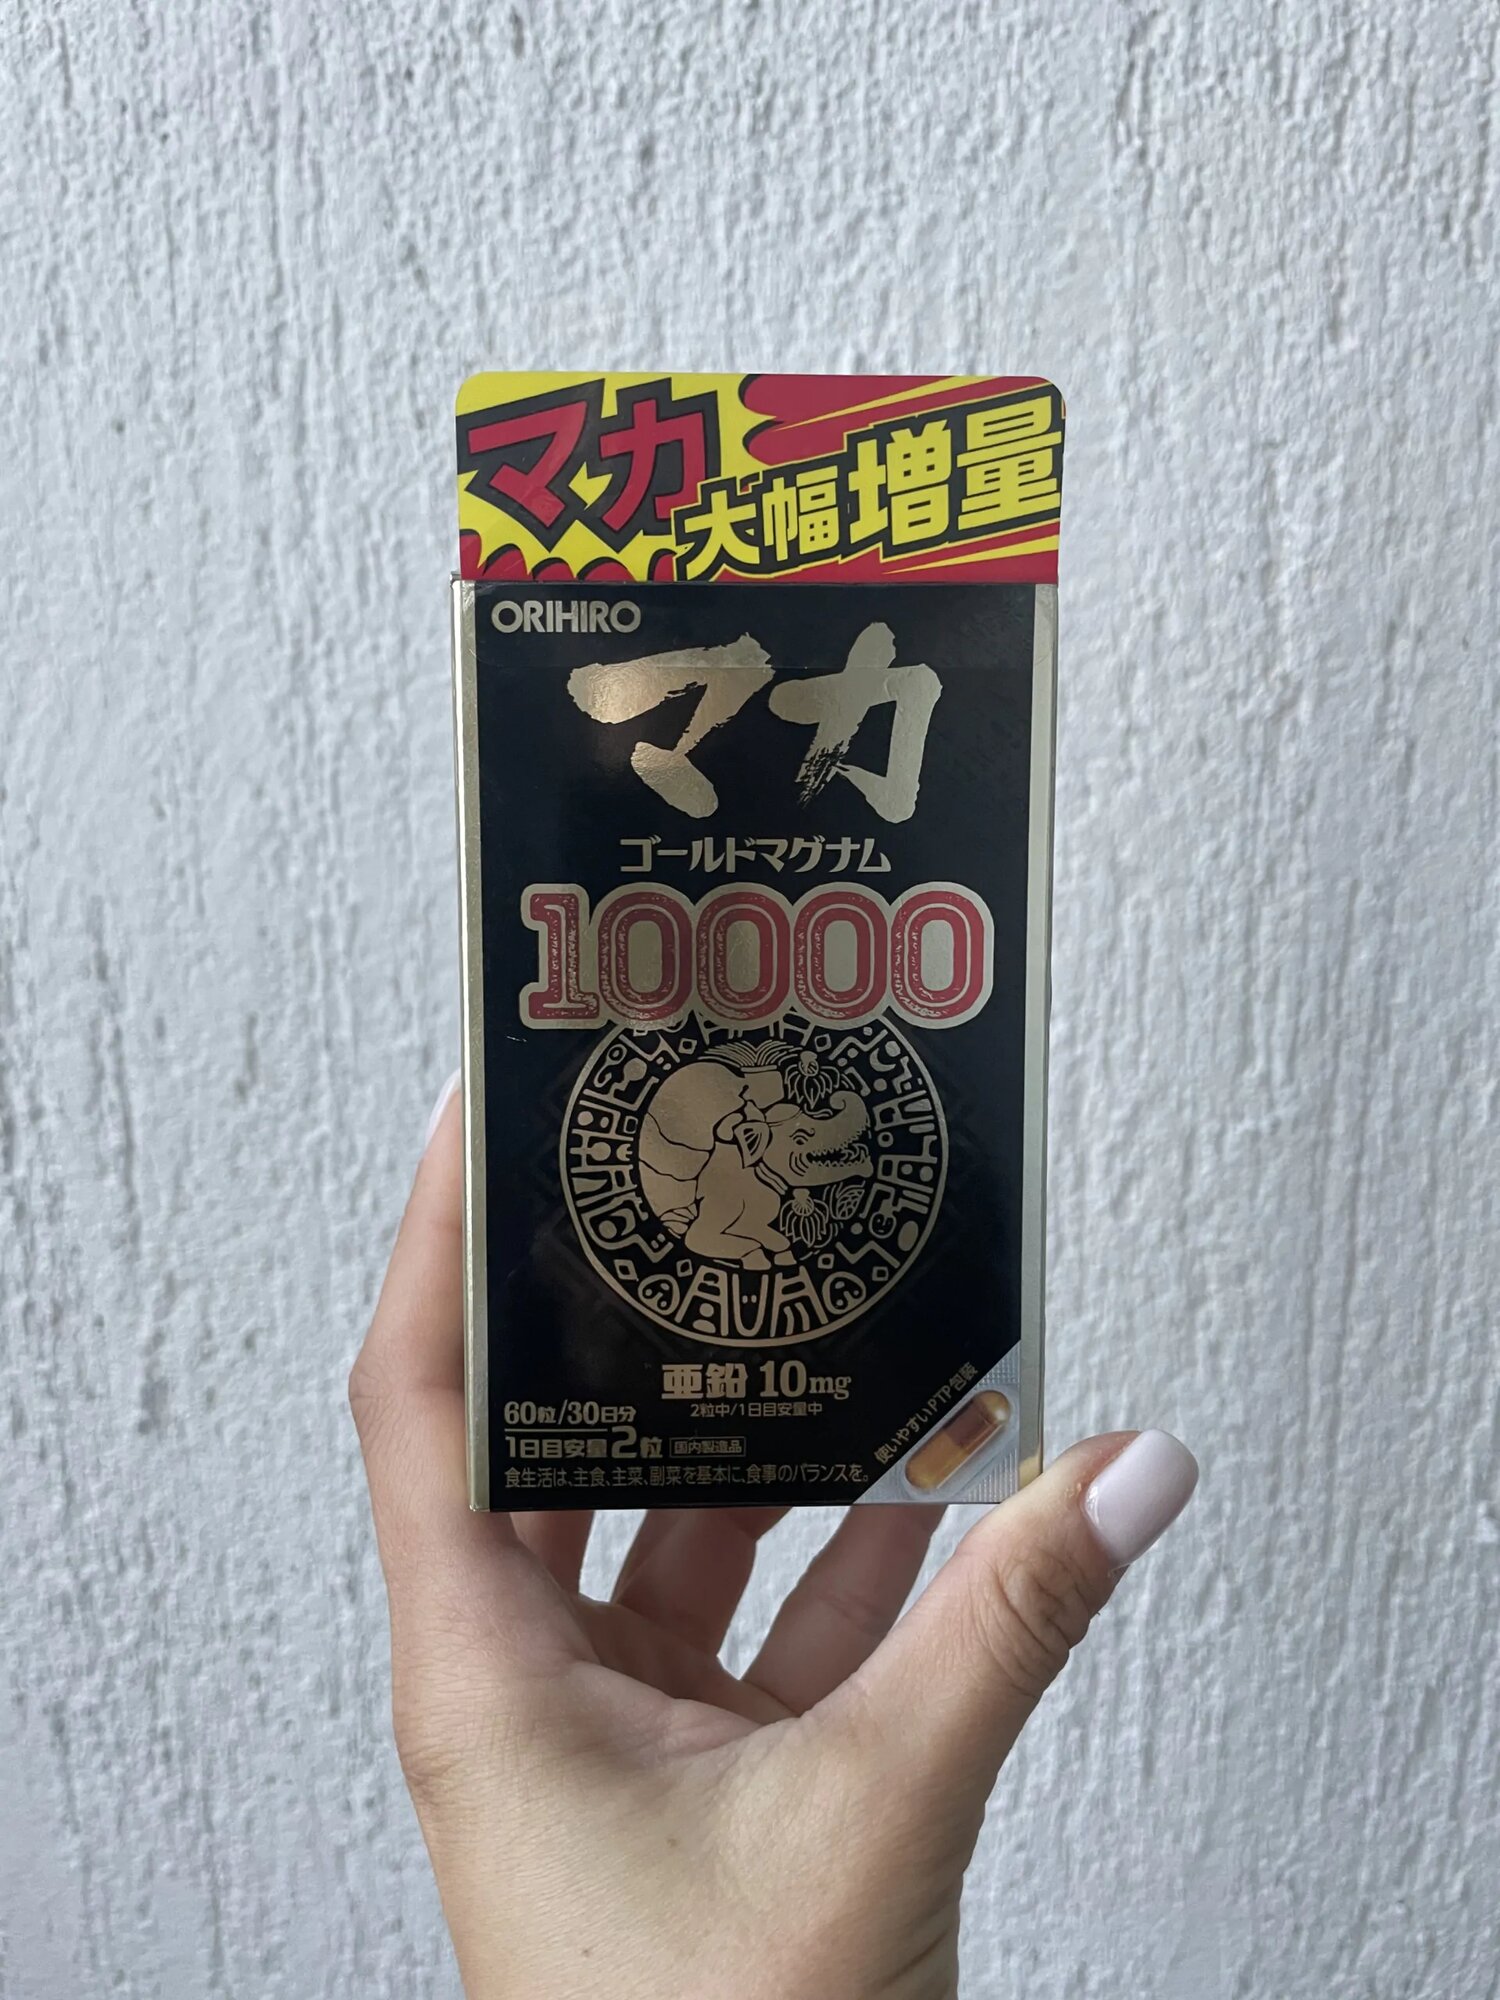 マカ
大幅増量
ORIHIRO
マカ
ゴールドマグナム
10000
亜鉛 10mg
2粒中/1日目安量中
60粒/30日分
1日目安量2粒 国内製造品
食生活は、主食、主菜、副菜を基本に、食事のバランスを。
使いやすいPTP包装